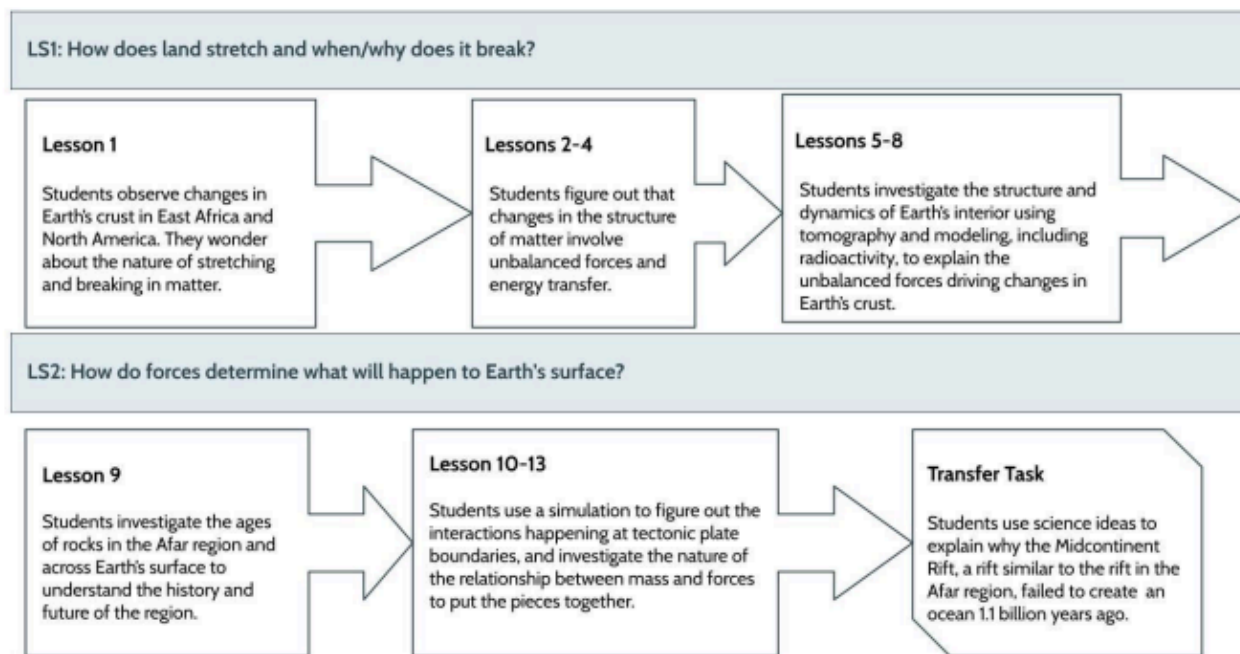 LS1: How does land stretch and when/why does it break?
Lesson 1
Students observe changes in
Earth's crust in East Africa and
North America. They wonder
about the nature of stretching
and breaking in matter.
Lessons 2-4
Students figure out that
changes in the structure
of matter involve
unbalanced forces and
energy transfer.
Lessons 5-8
Students investigate the structure and
dynamics of Earth's interior using
tomography and modeling, including
radioactivity, to explain the
unbalanced forces driving changes in
Earth's crust.
LS2: How do forces determine what will happen to Earth's surface?
Lesson 9
Students investigate the ages
of rocks in the Afar region and
across Earth's surface to
understand the history and
future of the region.
Lesson 10-13
Students use a simulation to figure out the
interactions happening at tectonic plate
boundaries, and investigate the nature of
the relationship between mass and forces
to put the pieces together.
Transfer Task
Students use science ideas to
explain why the Midcontinent
Rift, a rift similar to the rift in the
Afar region, failed to create an
ocean 1.1 billion years ago.